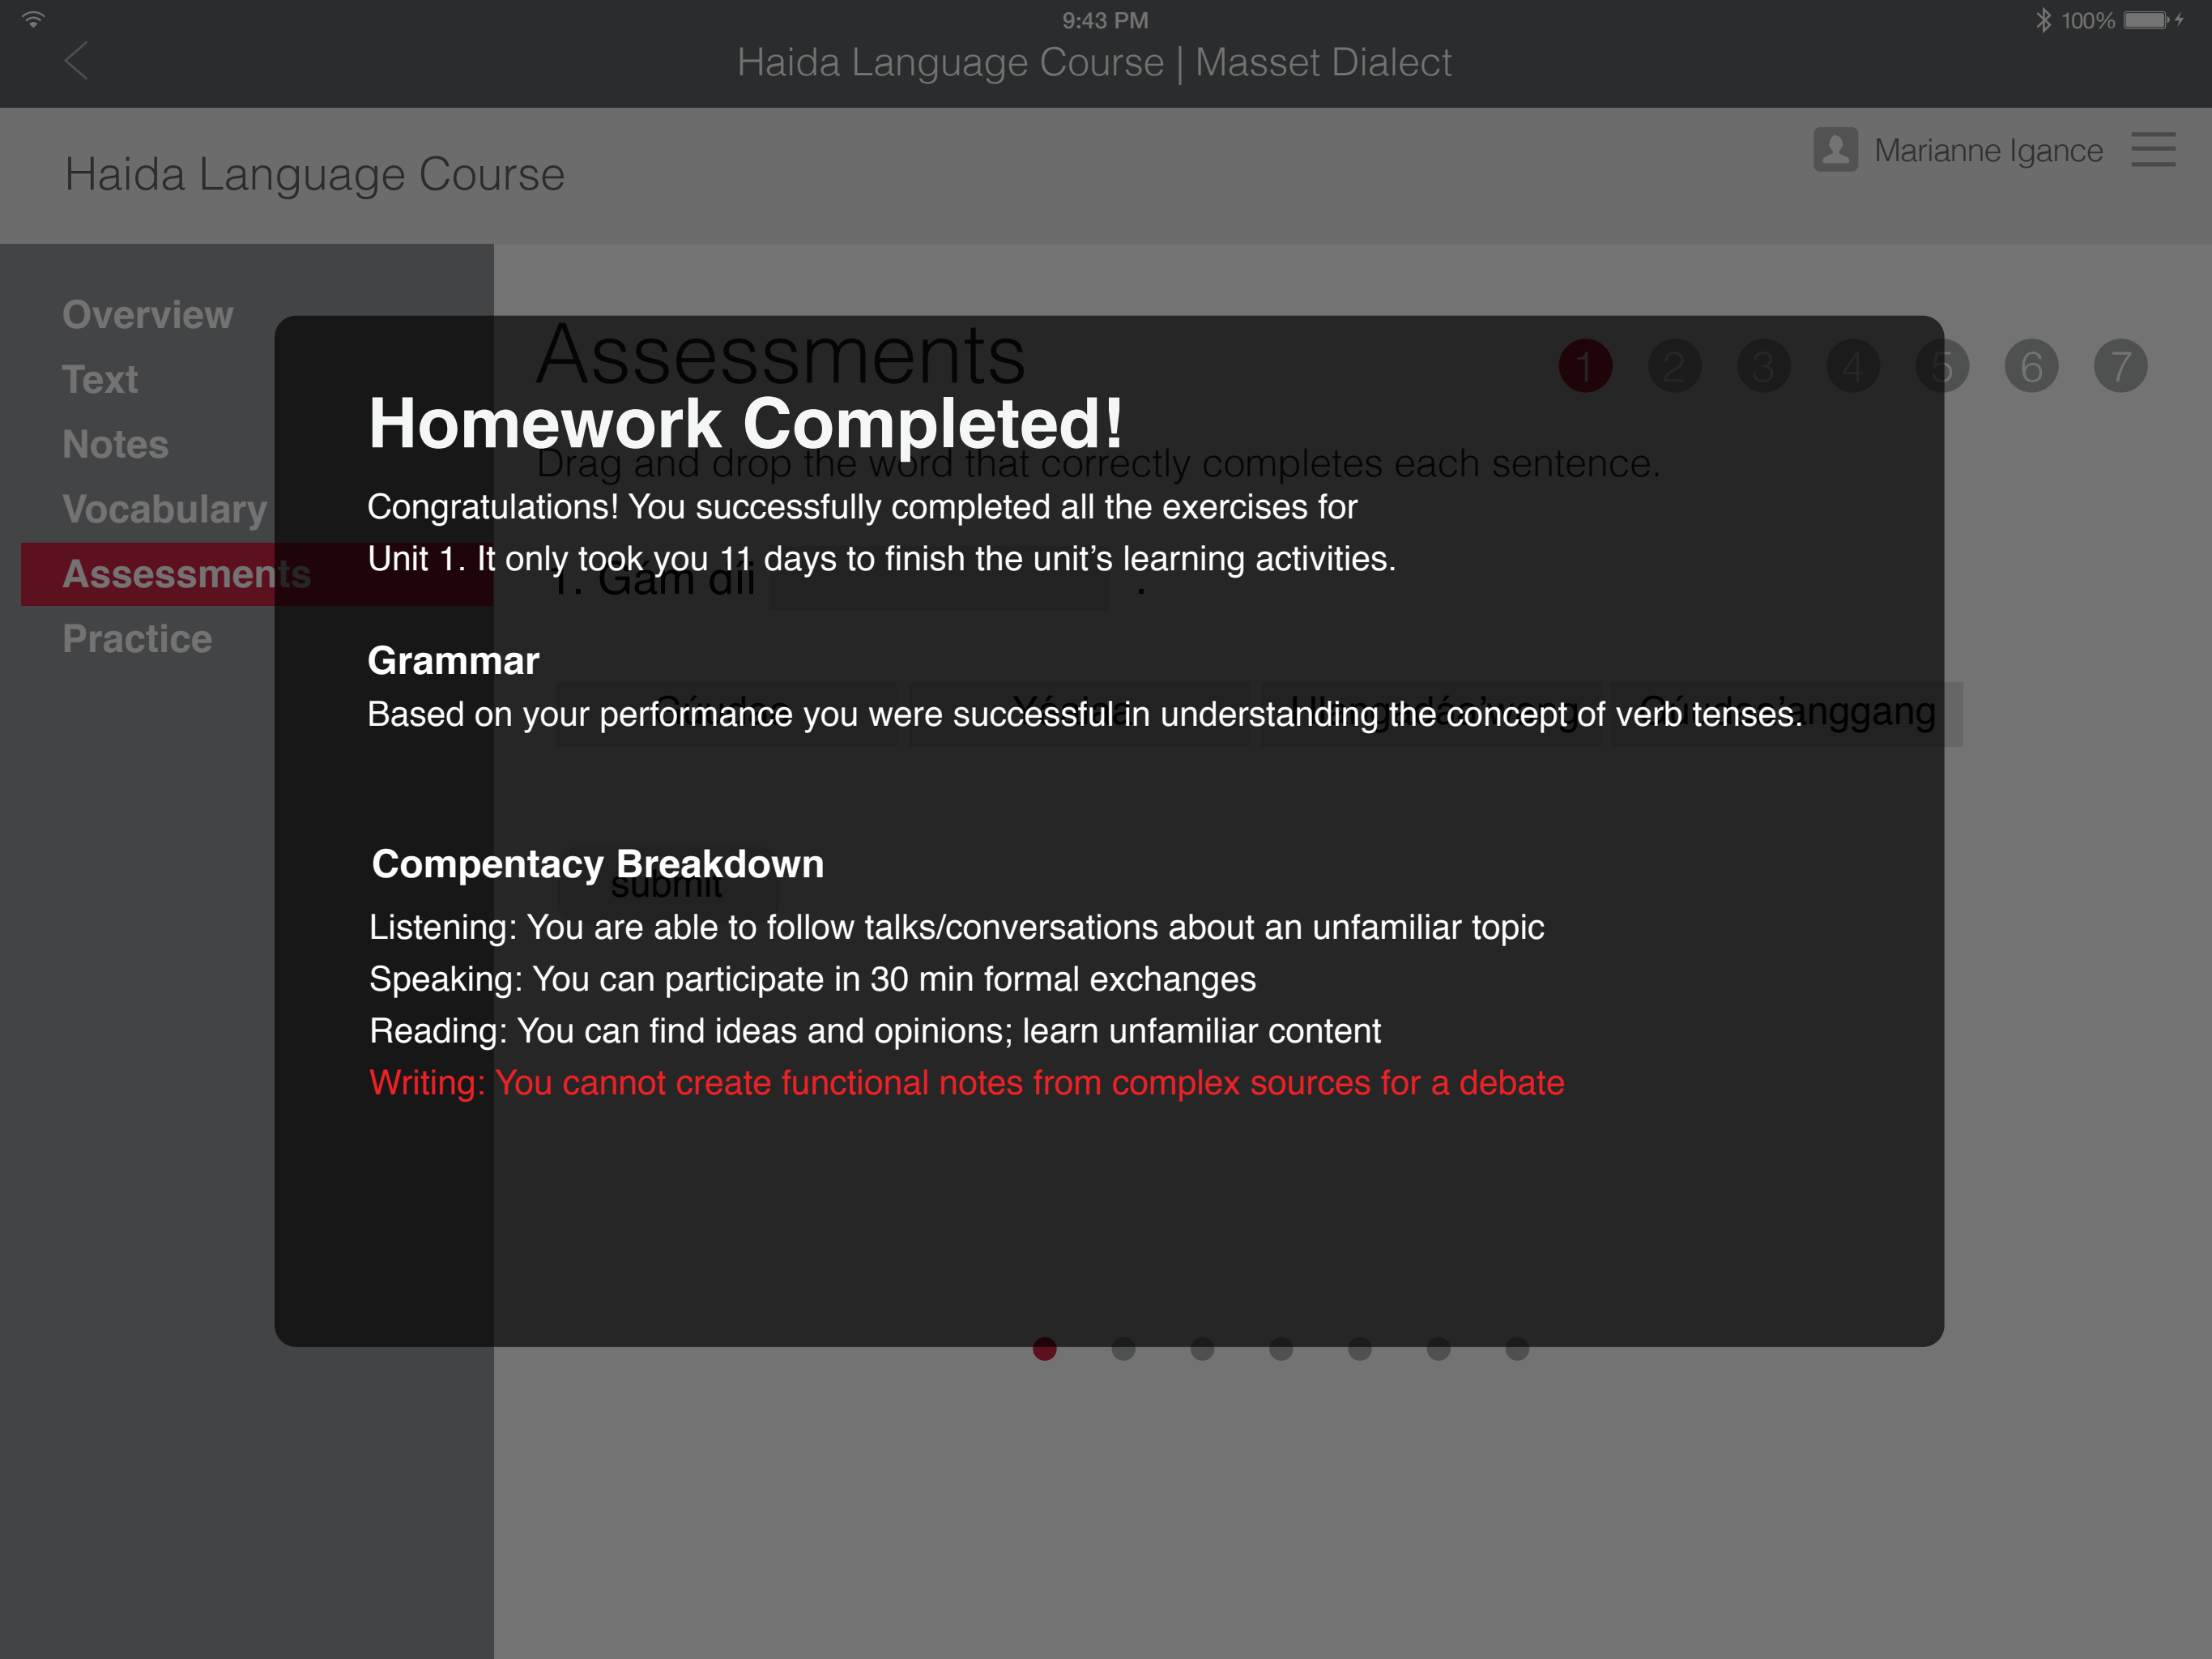 9:43 PM
100%
Haida Language Course | Masset Dialect
Haida Language Course
Marianne Igance
Overview
Text
Notes
Vocabulary
Assessments
Practice
Assessments
1 2 3 4 5 6 7
Homework Completed!
Drag and drop the word that correctly completes each sentence.
Congratulations! You successfully completed all the exercises for
Unit 1. It only took you 11 days to finish the unit's learning activities.
1. Gám díi .
Grammar
Based on your performance you were successful in understanding the concept of verb tenses.
Compentacy Breakdown
submit
Listening: You are able to follow talks/conversations about an unfamiliar topic
Speaking: You can participate in 30 min formal exchanges
Reading: You can find ideas and opinions; learn unfamiliar content
Writing: You cannot create functional notes from complex sources for a debate